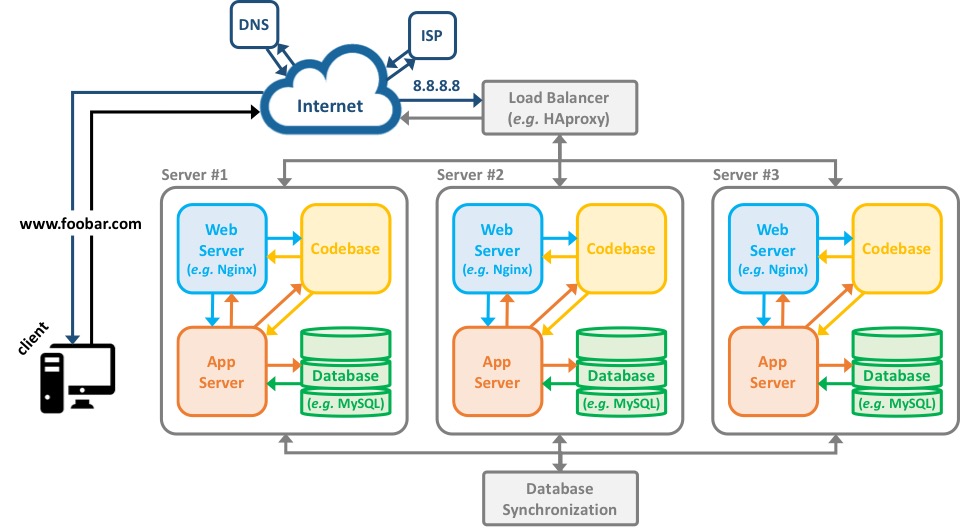 DNS
ISP
Internet
8.8.8.8
Load Balancer
(e.g. HAproxy)
www.foobar.com
client
Server #1
Web
Server
(e.g. Nginx)
Codebase
App
Server
Database
(e.g. MySQL)
Server #2
Web
Server
(e.g. Nginx)
Codebase
App
Server
Database
(e.g. MySQL)
Server #3
Web
Server
(e.g. Nginx)
Codebase
App
Server
Database
(e.g. MySQL)
Database
Synchronization